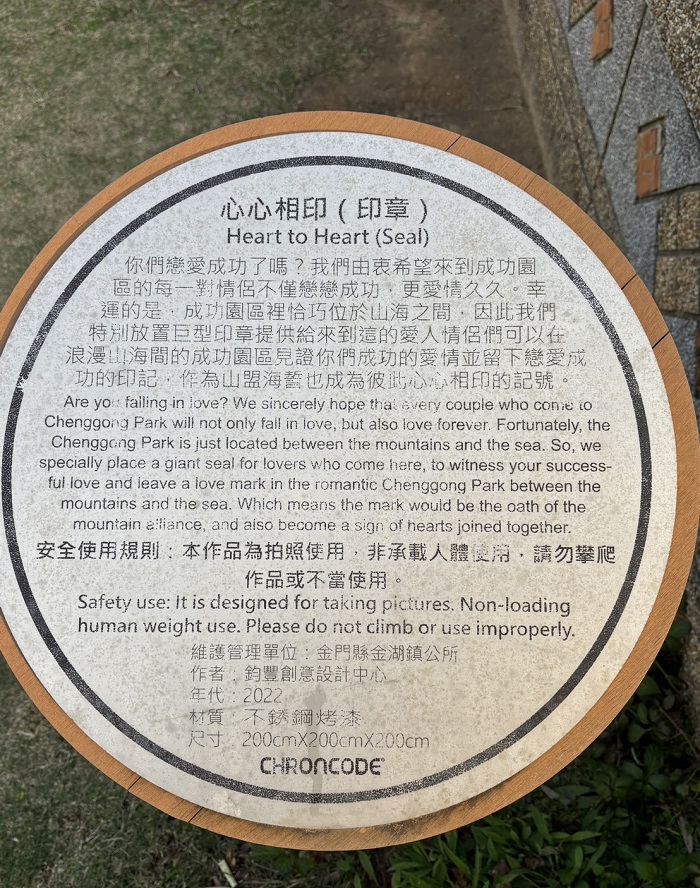 心心相印（印章）
Heart to Heart (Seal)
你們戀愛成功了嗎？我們由衷希望來到成功園
區的每一對情侶不僅戀戀成功，更愛情久久。幸
運的是，成功園區裡恰巧位於山海之間，因此我們
特別放置巨型印章提供給來到這的愛人情侶們可以在
浪漫山海間的成功園區見證你們成功的愛情並留下戀愛成
功的印記，作為山盟海誓也成為彼此心心相印的記號。
Are you falling in love? We sincerely hope that every couple who come to
Chenggong Park will not only fall in love, but also love forever. Fortunately, the
Chenggong Park is just located between the mountains and the sea. So, we
specially place a giant seal for lovers who come here, to witness your success-
ful love and leave a love mark in the romantic Chenggong Park between the
mountains and the sea. Which means the mark would be the oath of the
mountain alliance, and also become a sign of hearts joined together.
安全使用規則：本作品為拍照使用，非承載人體使用，請勿攀爬
作品或不當使用。
Safety use: It is designed for taking pictures. Non-loading
human weight use. Please do not climb or use improperly.
維護管理單位：金門縣金湖鎮公所
作者：鈞豐創意設計中心
年代：2022
材質：不銹鋼烤漆
尺寸：200cmX200cmX200cm
CHRONCODE